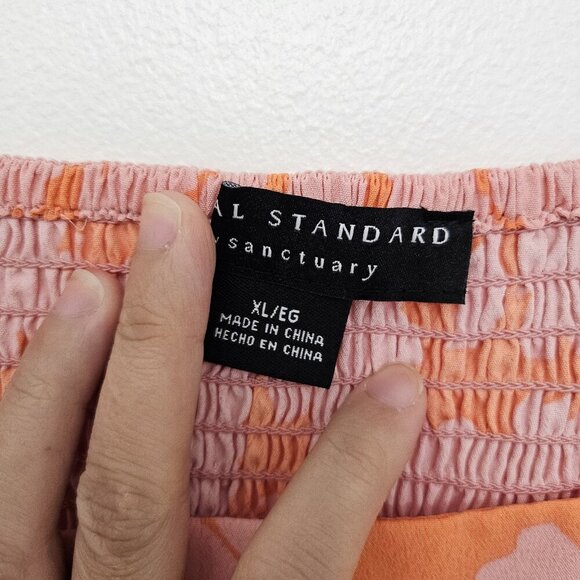 AL STANDARD
y sanctuary
XL/EG
MADE IN CHINA
HECHO EN CHINA